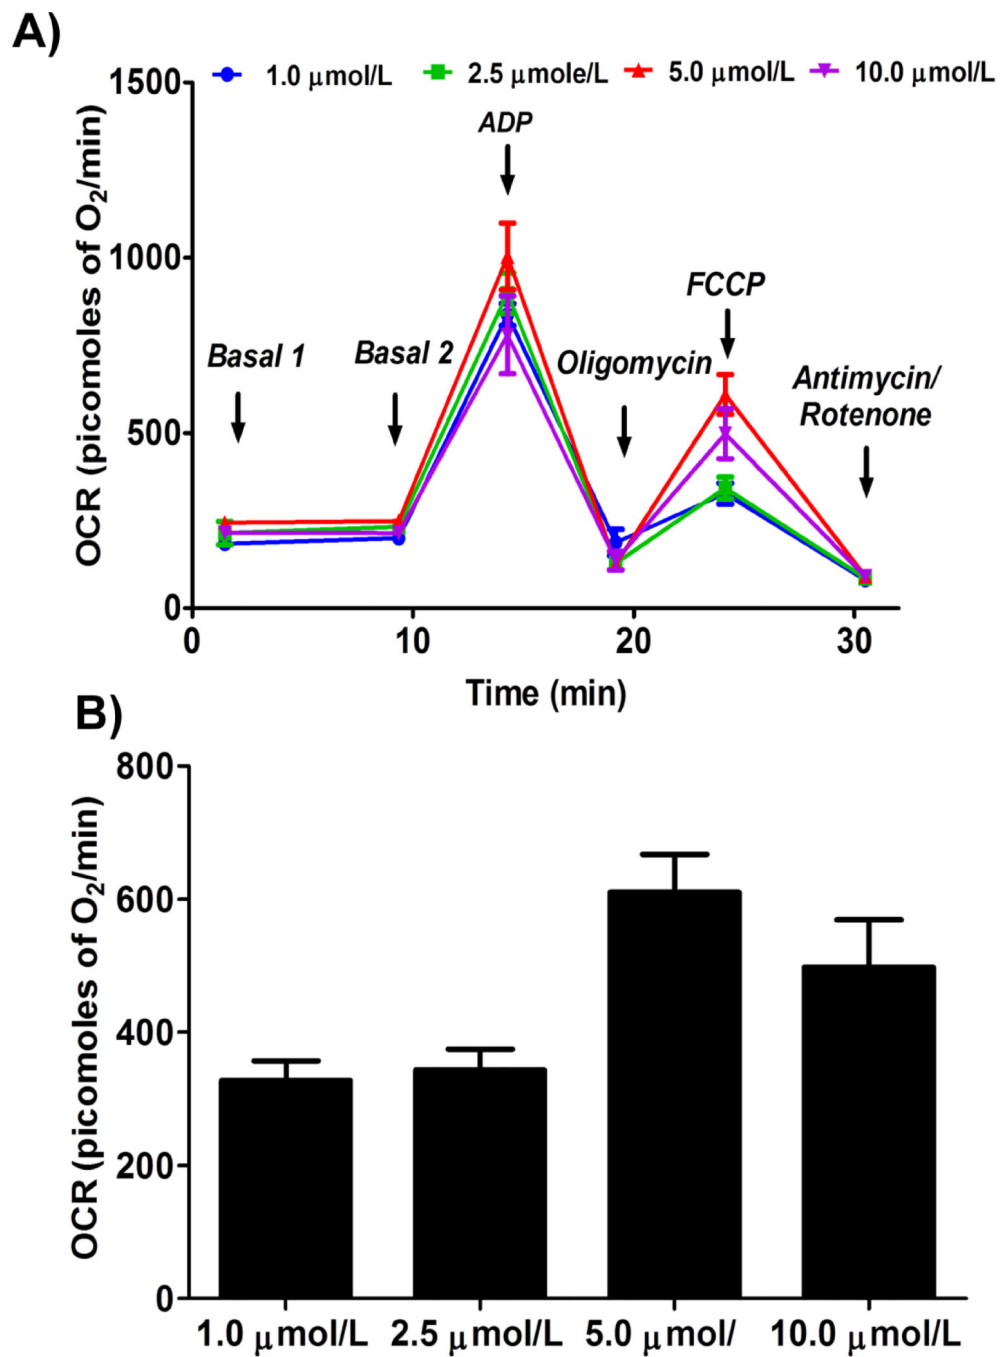 A)
1.0 μmol/L 2.5 μmole/L 5.0 μmol/L 10.0 μmol/L
1500
1000
500
0
OCR (picomoles of O₂/min)
ADP
FCCP
Basal 1
Basal 2
Oligomycin
Antimycin/
Rotenone
0 10 20 30
Time (min)
B)
800
600
400
200
0
OCR (picomoles of O₂/min)
1.0 μmol/L 2.5 μmol/L 5.0 μmol/ 10.0 μmol/L